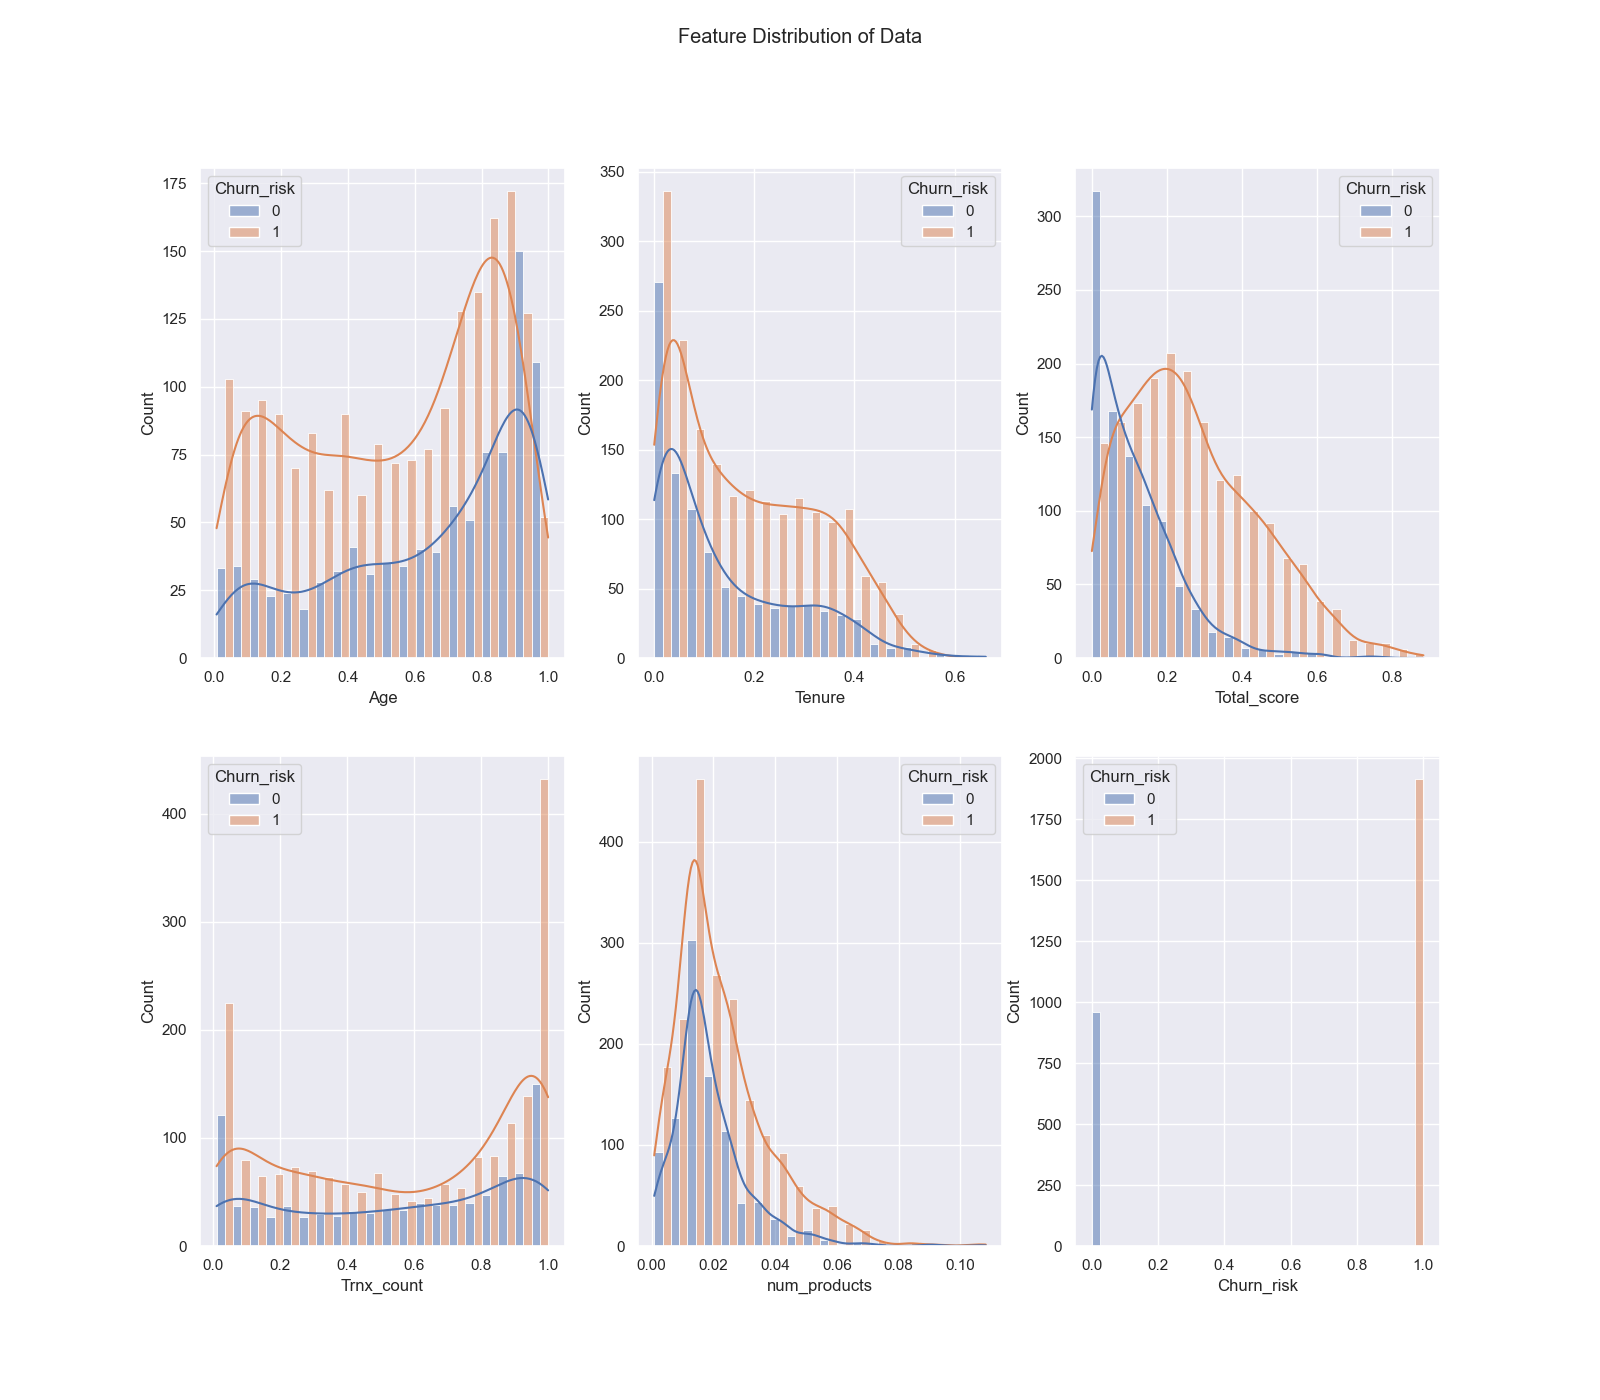 Feature Distribution of Data
Churn_risk
0
1
175
150
125
100
75
50
25
0
Count
0.0 0.2 0.4 0.6 0.8 1.0
Age
Churn_risk
0
1
350
300
250
200
150
100
50
0
Count
0.0 0.2 0.4 0.6
Tenure
Churn_risk
0
1
300
250
200
150
100
50
0
Count
0.0 0.2 0.4 0.6 0.8
Total_score
Churn_risk
0
1
400
300
200
100
0
Count
0.0 0.2 0.4 0.6 0.8 1.0
Trnx_count
Churn_risk
0
1
400
300
200
100
0
Count
0.00 0.02 0.04 0.06 0.08 0.10
num_products
Churn_risk
0
1
2000
1750
1500
1250
1000
750
500
250
0
Count
0.0 0.2 0.4 0.6 0.8 1.0
Churn_risk